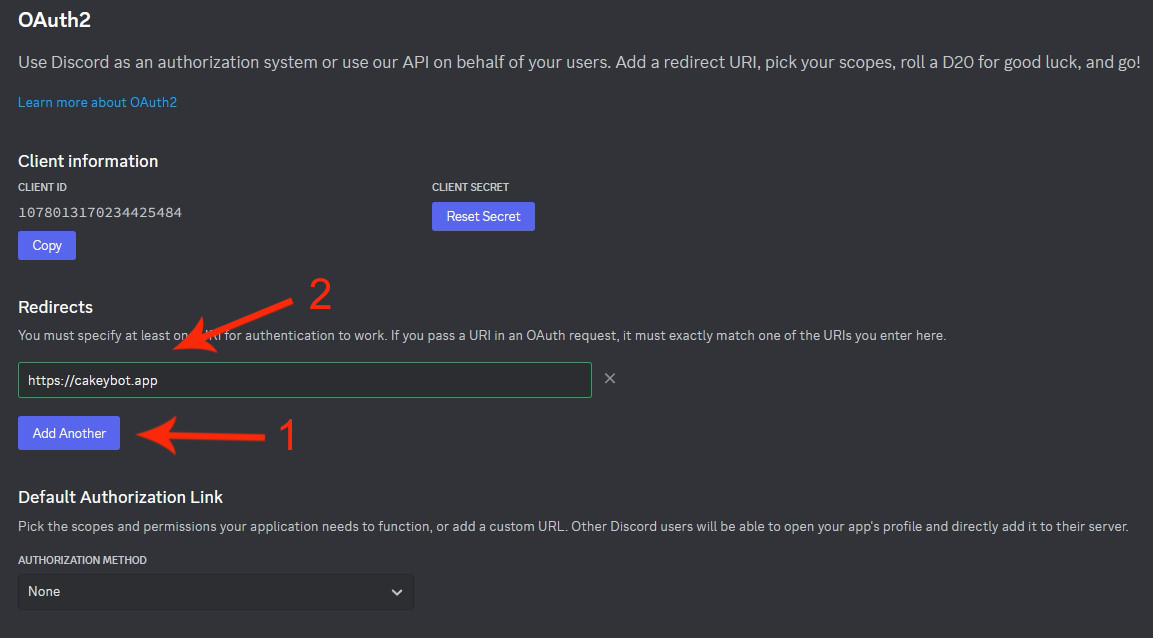 OAuth2
Use Discord as an authorization system or use our API on behalf of your users. Add a redirect URI, pick your scopes, roll a D20 for good luck, and go!
Learn more about OAuth2
Client information
CLIENT ID
CLIENT SECRET
1078013170234425484
Reset Secret
Copy
2
Redirects
You must specify at least one URI for authentication to work. If you pass a URI in an OAuth request, it must exactly match one of the URIs you enter here.
https://cakeybot.app
Add Another
1
Default Authorization Link
Pick the scopes and permissions your application needs to function, or add a custom URL. Other Discord users will be able to open your app's profile and directly add it to their server.
AUTHORIZATION METHOD
None